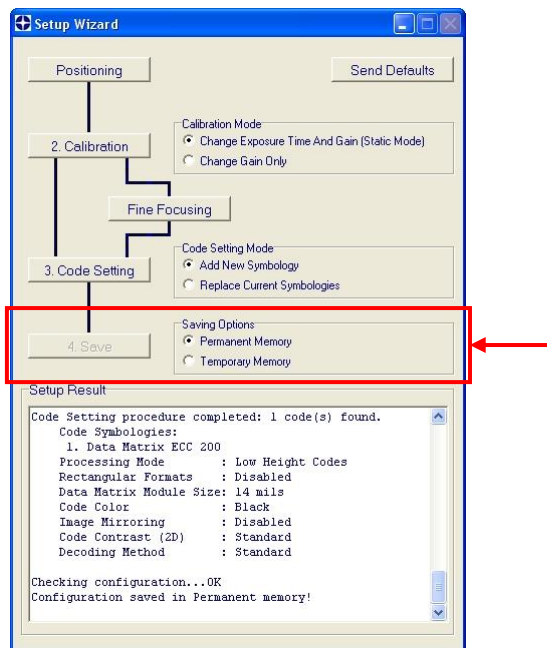 Setup Wizard
Positioning
Send Defaults
2. Calibration
Calibration Mode
Change Exposure Time And Gain (Static Mode)
Change Gain Only
Fine Focusing
3. Code Setting
Code Setting Mode
Add New Symbology
Replace Current Symbologies
4. Save
Saving Options
Permanent Memory
Temporary Memory
Setup Result
Code Setting procedure completed: 1 code(s) found.
Code Symbologies:
1. Data Matrix ECC 200
Processing Mode : Low Height Codes
Rectangular Formats : Disabled
Data Matrix Module Size: 14 mils
Code Color : Black
Image Mirroring : Disabled
Code Contrast (2D) : Standard
Decoding Method : Standard
Checking configuration...OK
Configuration saved in Permanent memory!